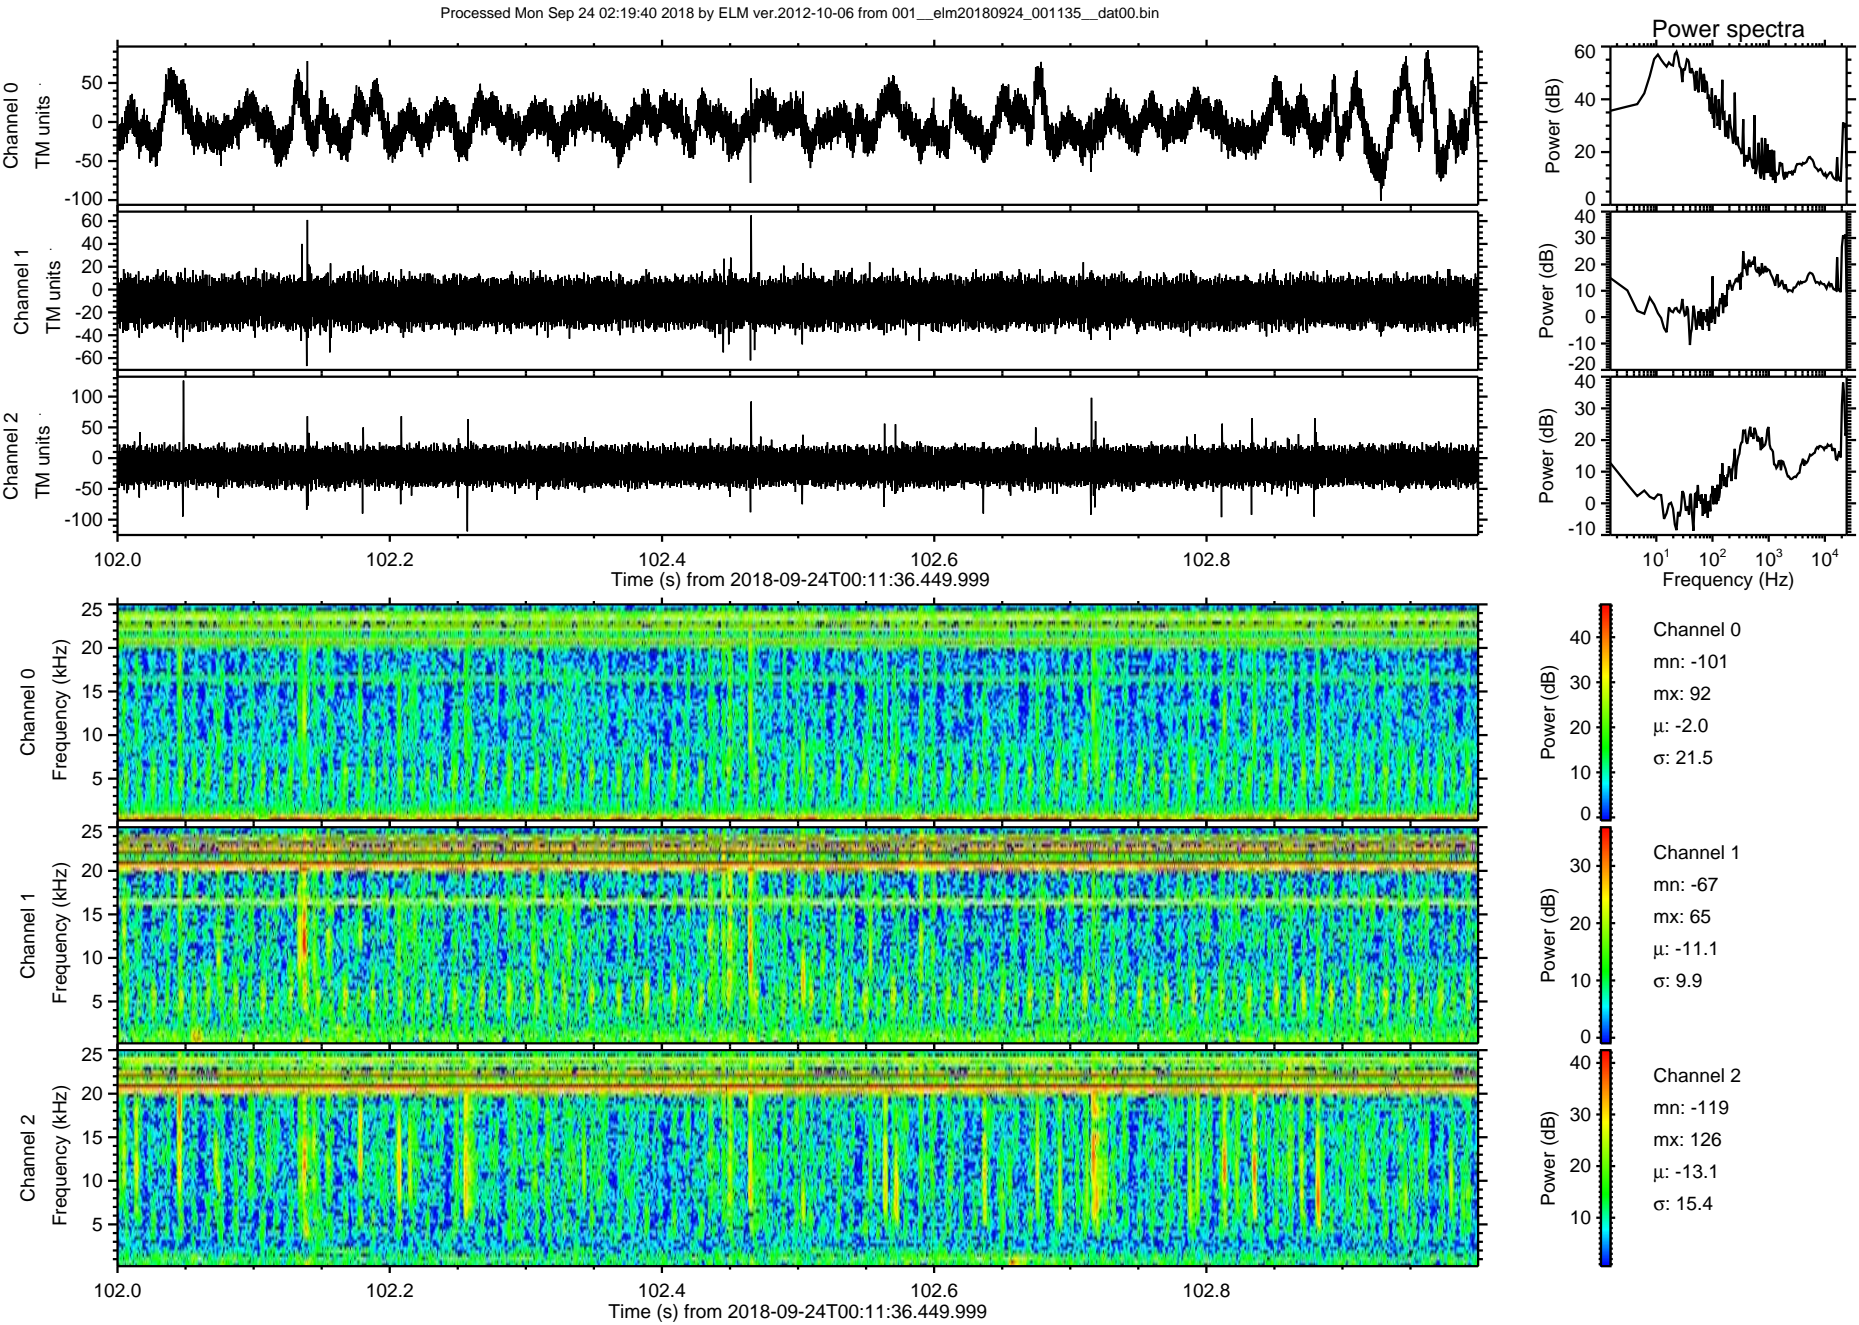 Processed Mon Sep 24 02:19:40 2018 by ELM ver.2012-10-06 from 001__elm20180924_001135__dat00.bin
Power spectra
Channel 0
TM units
50
0
-50
-100
Power (dB)
60
40
20
0
Channel 1
TM units
60
40
20
0
-20
-40
-60
Power (dB)
40
30
20
10
0
-10
-20
Channel 2
TM units
100
50
0
-50
-100
Power (dB)
40
30
20
10
0
-10
102.0 102.2 102.4 102.6 102.8
Time (s) from 2018-09-24T00:11:36.449.999
10^1 10^2 10^3 10^4
Frequency (Hz)
Channel 0
Frequency (kHz)
25
20
15
10
5
Power (dB)
40
30
20
10
0
Channel 0
mn: -101
mx: 92
μ: -2.0
σ: 21.5
Channel 1
Frequency (kHz)
25
20
15
10
5
Power (dB)
30
20
10
0
Channel 1
mn: -67
mx: 65
μ: -11.1
σ: 9.9
Channel 2
Frequency (kHz)
25
20
15
10
5
Power (dB)
40
30
20
10
Channel 2
mn: -119
mx: 126
μ: -13.1
σ: 15.4
102.0 102.2 102.4 102.6 102.8
Time (s) from 2018-09-24T00:11:36.449.999